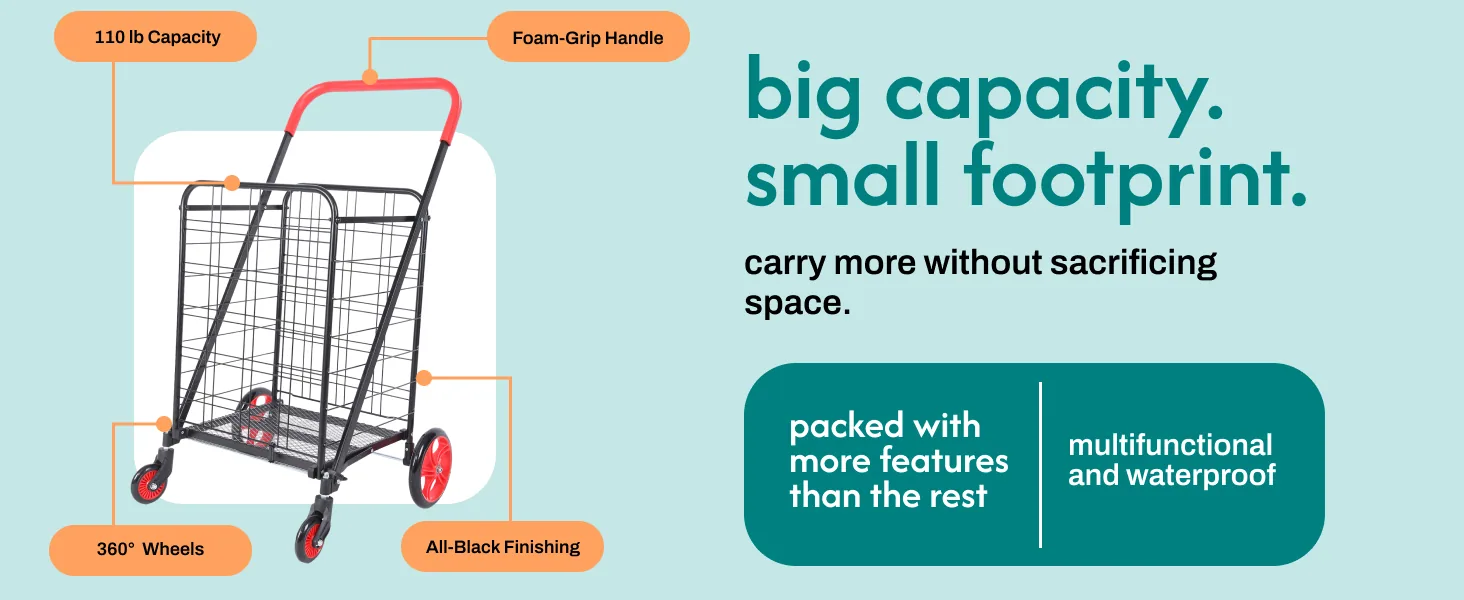 110 lb Capacity
Foam-Grip Handle
360° Wheels
All-Black Finishing
big capacity.
small footprint.
carry more without sacrificing
space.
packed with
more features
than the rest
multifunctional
and waterproof